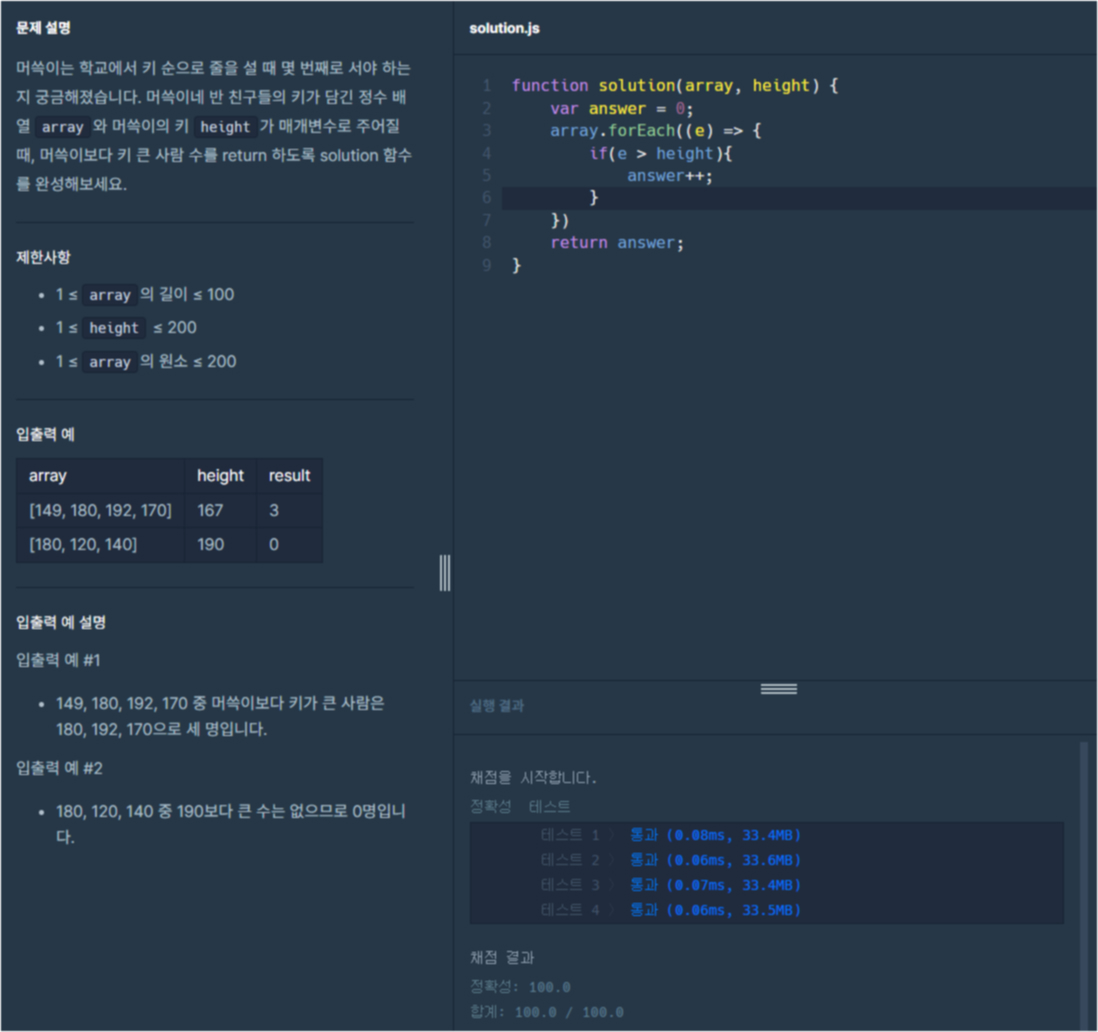 문제 설명
머쓱이는 학교에서 키 순으로 줄을 설 때 몇 번째로 서야 하는
지 궁금해졌습니다. 머쓱이네 반 친구들의 키가 담긴 정수 배
열 array 와 머쓱이의 키 height 가 매개변수로 주어질
때, 머쓱이보다 키 큰 사람 수를 return 하도록 solution 함수
를 완성해보세요.
제한사항
• 1 ≤ array 의 길이 ≤ 100
• 1 ≤ height ≤ 200
• 1 ≤ array 의 원소 ≤ 200
입출력 예
array height result
[149, 180, 192, 170] 167 3
[180, 120, 140] 190 0
입출력 예 설명
입출력 예 #1
• 149, 180, 192, 170 중 머쓱이보다 키가 큰 사람은
180, 192, 170으로 세 명입니다.
입출력 예 #2
• 180, 120, 140 중 190보다 큰 수는 없으므로 0명입니
다.
solution.js
1 function solution(array, height) {
2     var answer = 0;
3     array.forEach((e) => {
4         if(e > height){
5             answer++;
6         }
7     })
8     return answer;
9 }
실행 결과
채점을 시작합니다.
정확성 테스트
테스트 1 〉 통과 (0.08ms, 33.4MB)
테스트 2 〉 통과 (0.06ms, 33.6MB)
테스트 3 〉 통과 (0.07ms, 33.4MB)
테스트 4 〉 통과 (0.06ms, 33.5MB)
채점 결과
정확성: 100.0
합계: 100.0 / 100.0